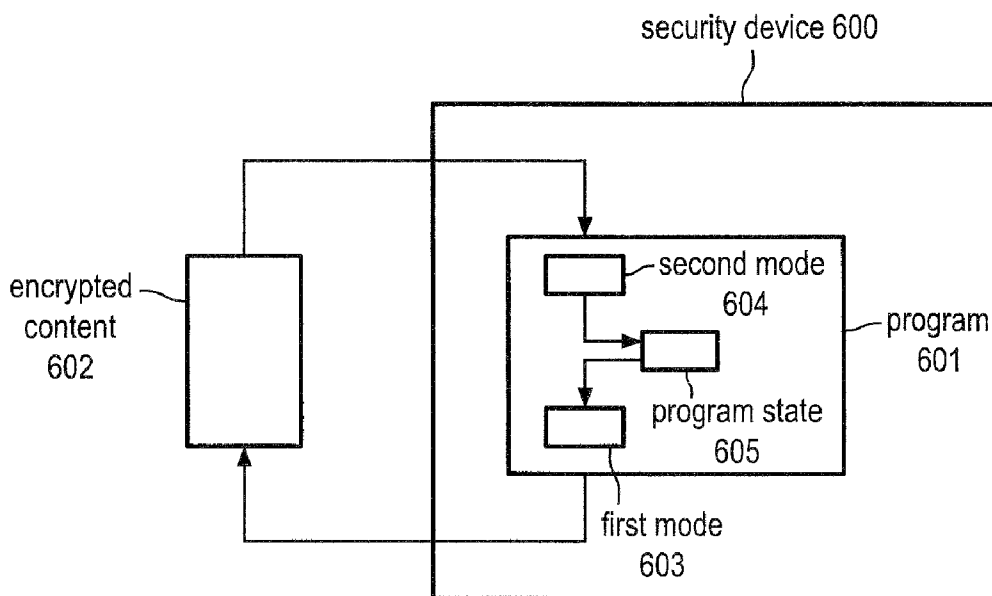 security device 600
encrypted
content
602
second mode
604
program
601
program state
605
first mode
603